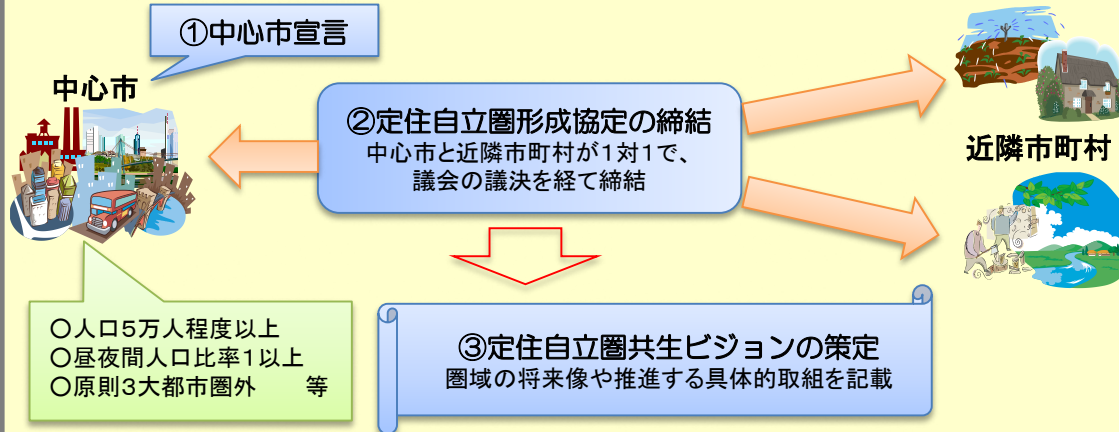 ①中心市宣言
中心市
②定住自立圏形成協定の締結
中心市と近隣市町村が1対1で、
議会の議決を経て締結
近隣市町村
○人口5万人程度以上
○昼夜間人口比率1以上
○原則3大都市圏外　　等
③定住自立圏共生ビジョンの策定
圏域の将来像や推進する具体的取組を記載